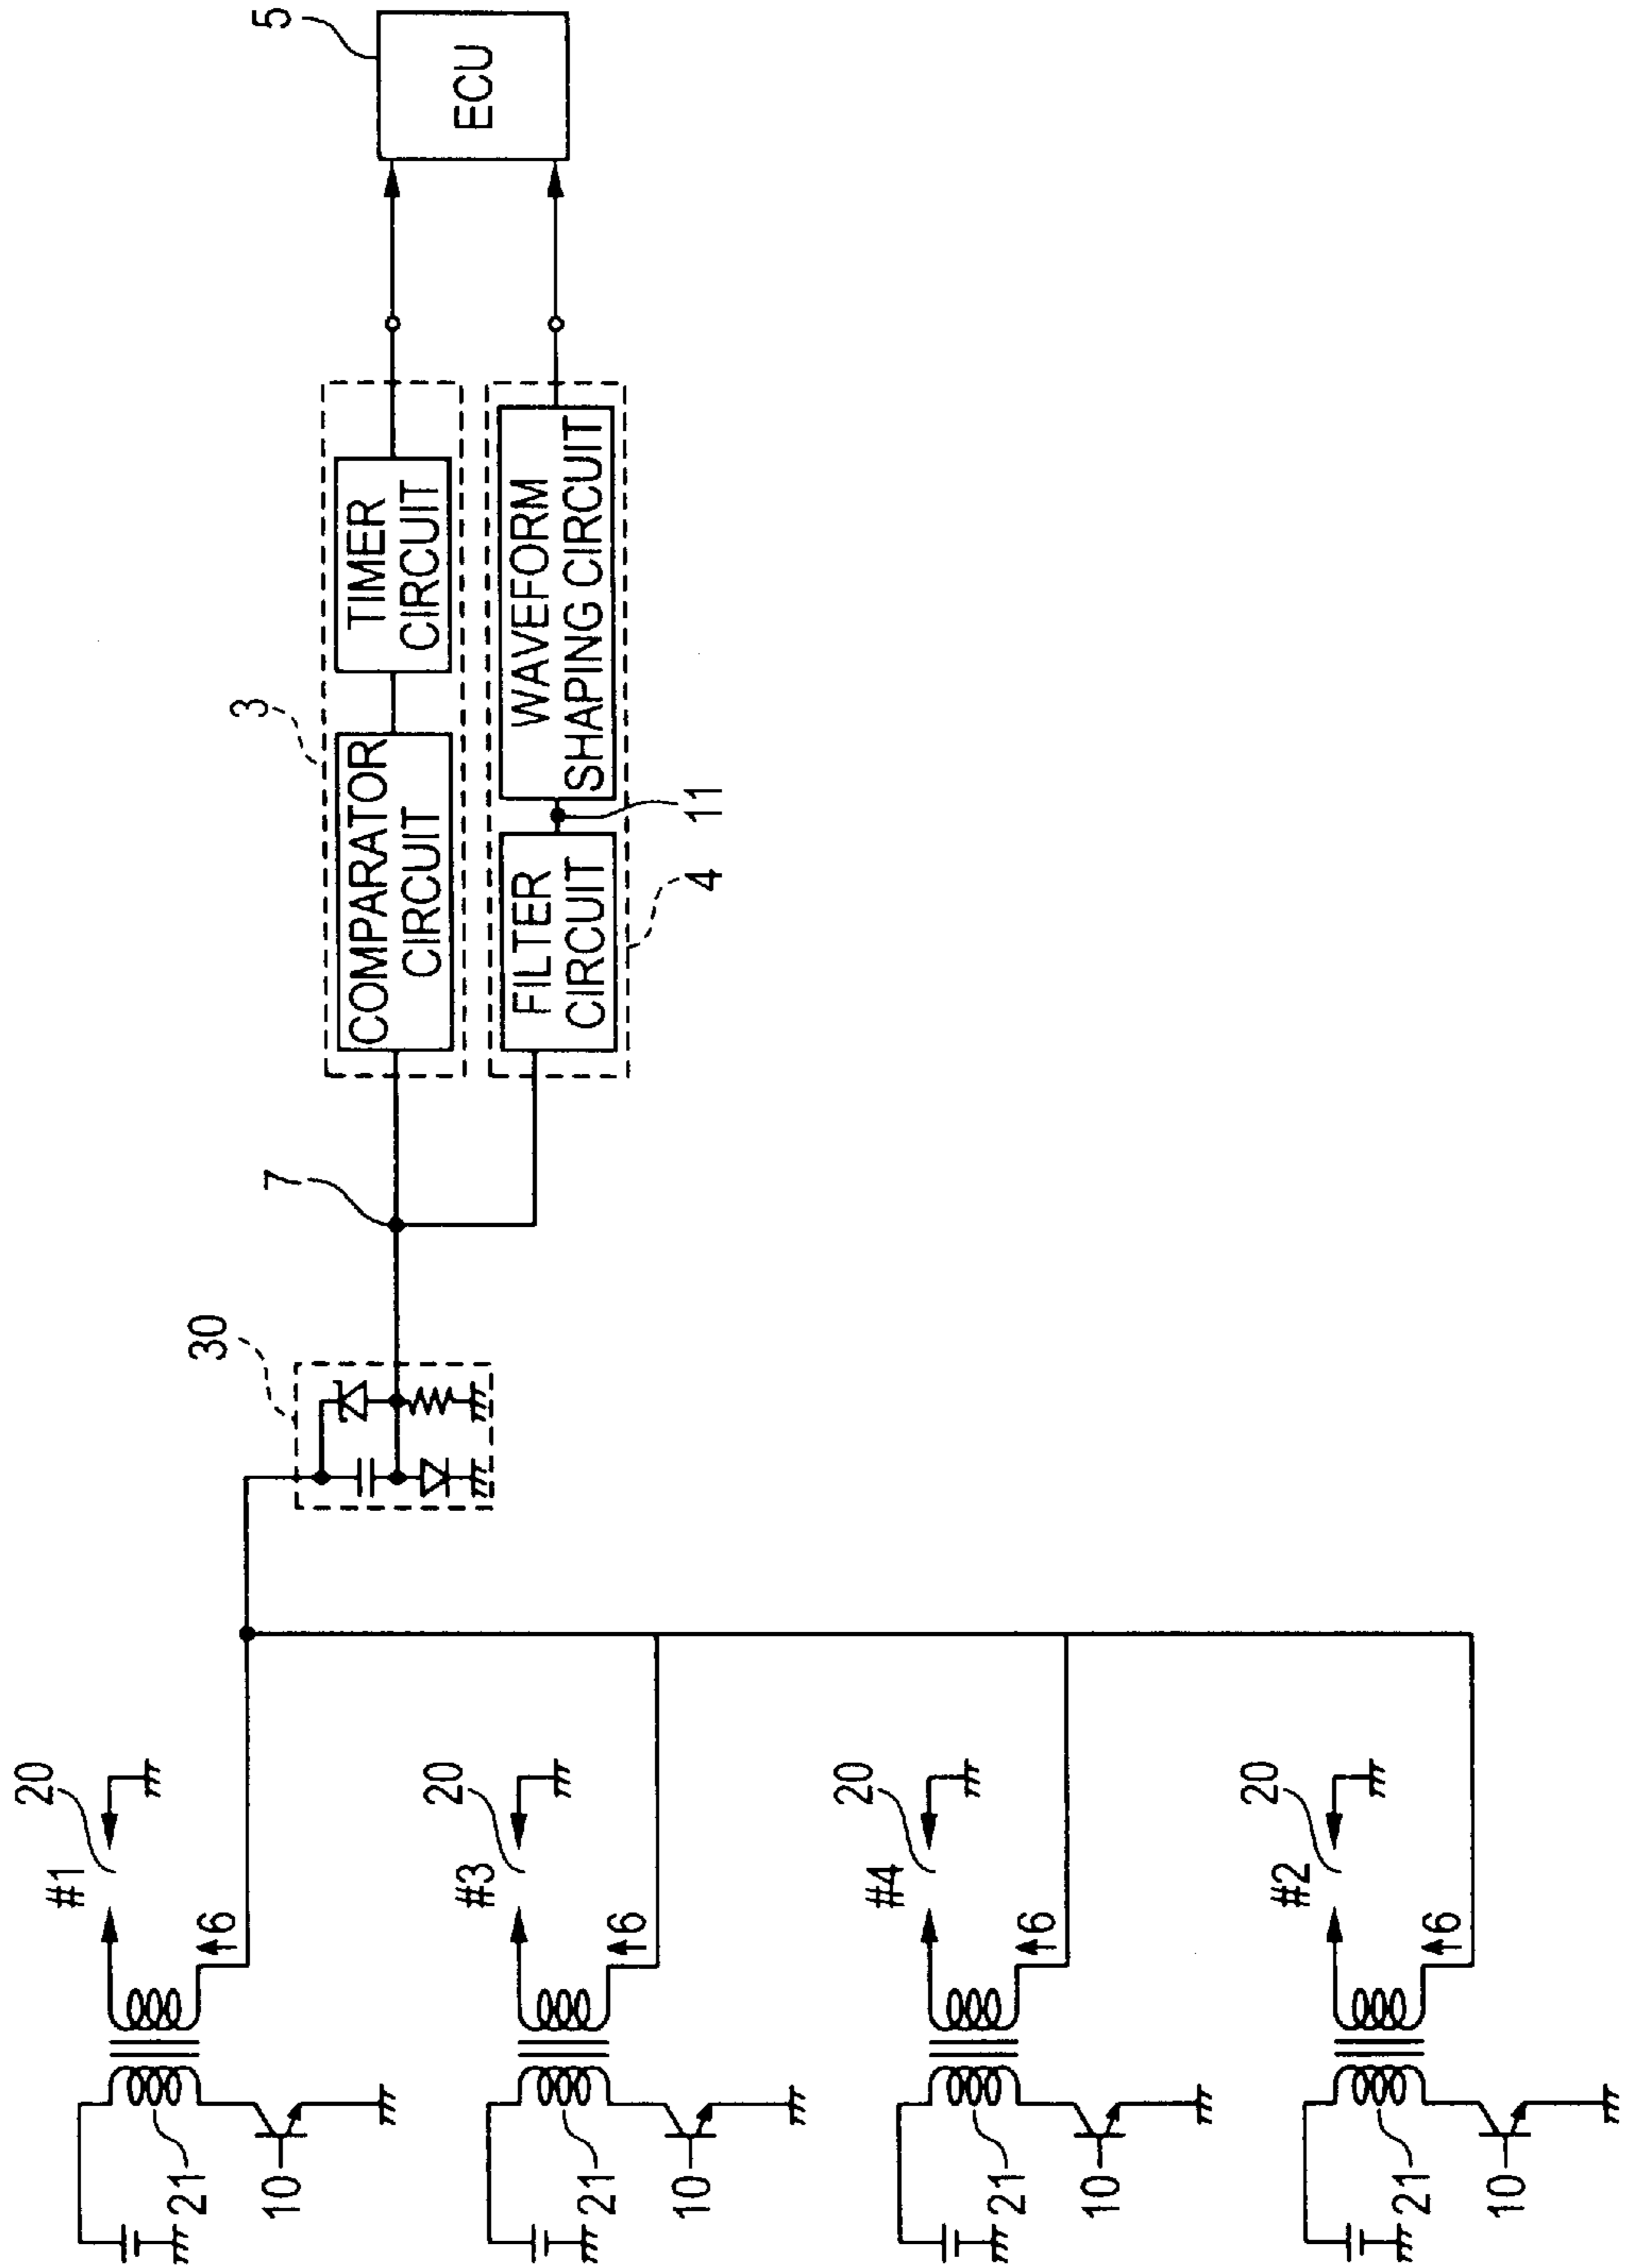 #1
20
6
21
10
#3
20
6
21
10
#4
20
6
21
10
#2
20
6
21
10
30
7
3
COMPARATOR
CIRCUIT
TIMER
CIRCUIT
FILTER
CIRCUIT
4
11
WAVEFORM
SHAPING CIRCUIT
5
ECU